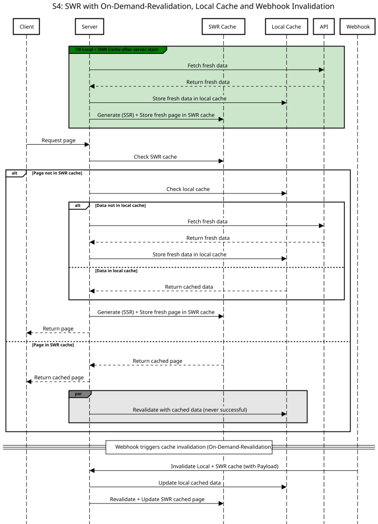 S4: SWR with On-Demand-Revalidation, Local Cache and Webhook Invalidation
Client
Server
SWR Cache
Local Cache
API
Webhook
Fill Local + SWR Cache after server start
Fetch fresh data
Return fresh data
Store fresh data in local cache
Generate (SSR) + Store fresh page in SWR cache
Request page
Check SWR cache
alt
[Page not in SWR cache]
Check local cache
alt
[Data not in local cache]
Fetch fresh data
Return fresh data
Store fresh data in local cache
[Data in local cache]
Return cached data
Generate (SSR) + Store fresh page in SWR cache
Return page
[Page in SWR cache]
Return cached page
Return cached page
par
Revalidate with cached data (never successful)
Webhook triggers cache invalidation (On-Demand-Revalidation)
Invalidate Local + SWR cache (with Payload)
Update local cached data
Revalidate + Update SWR cached page